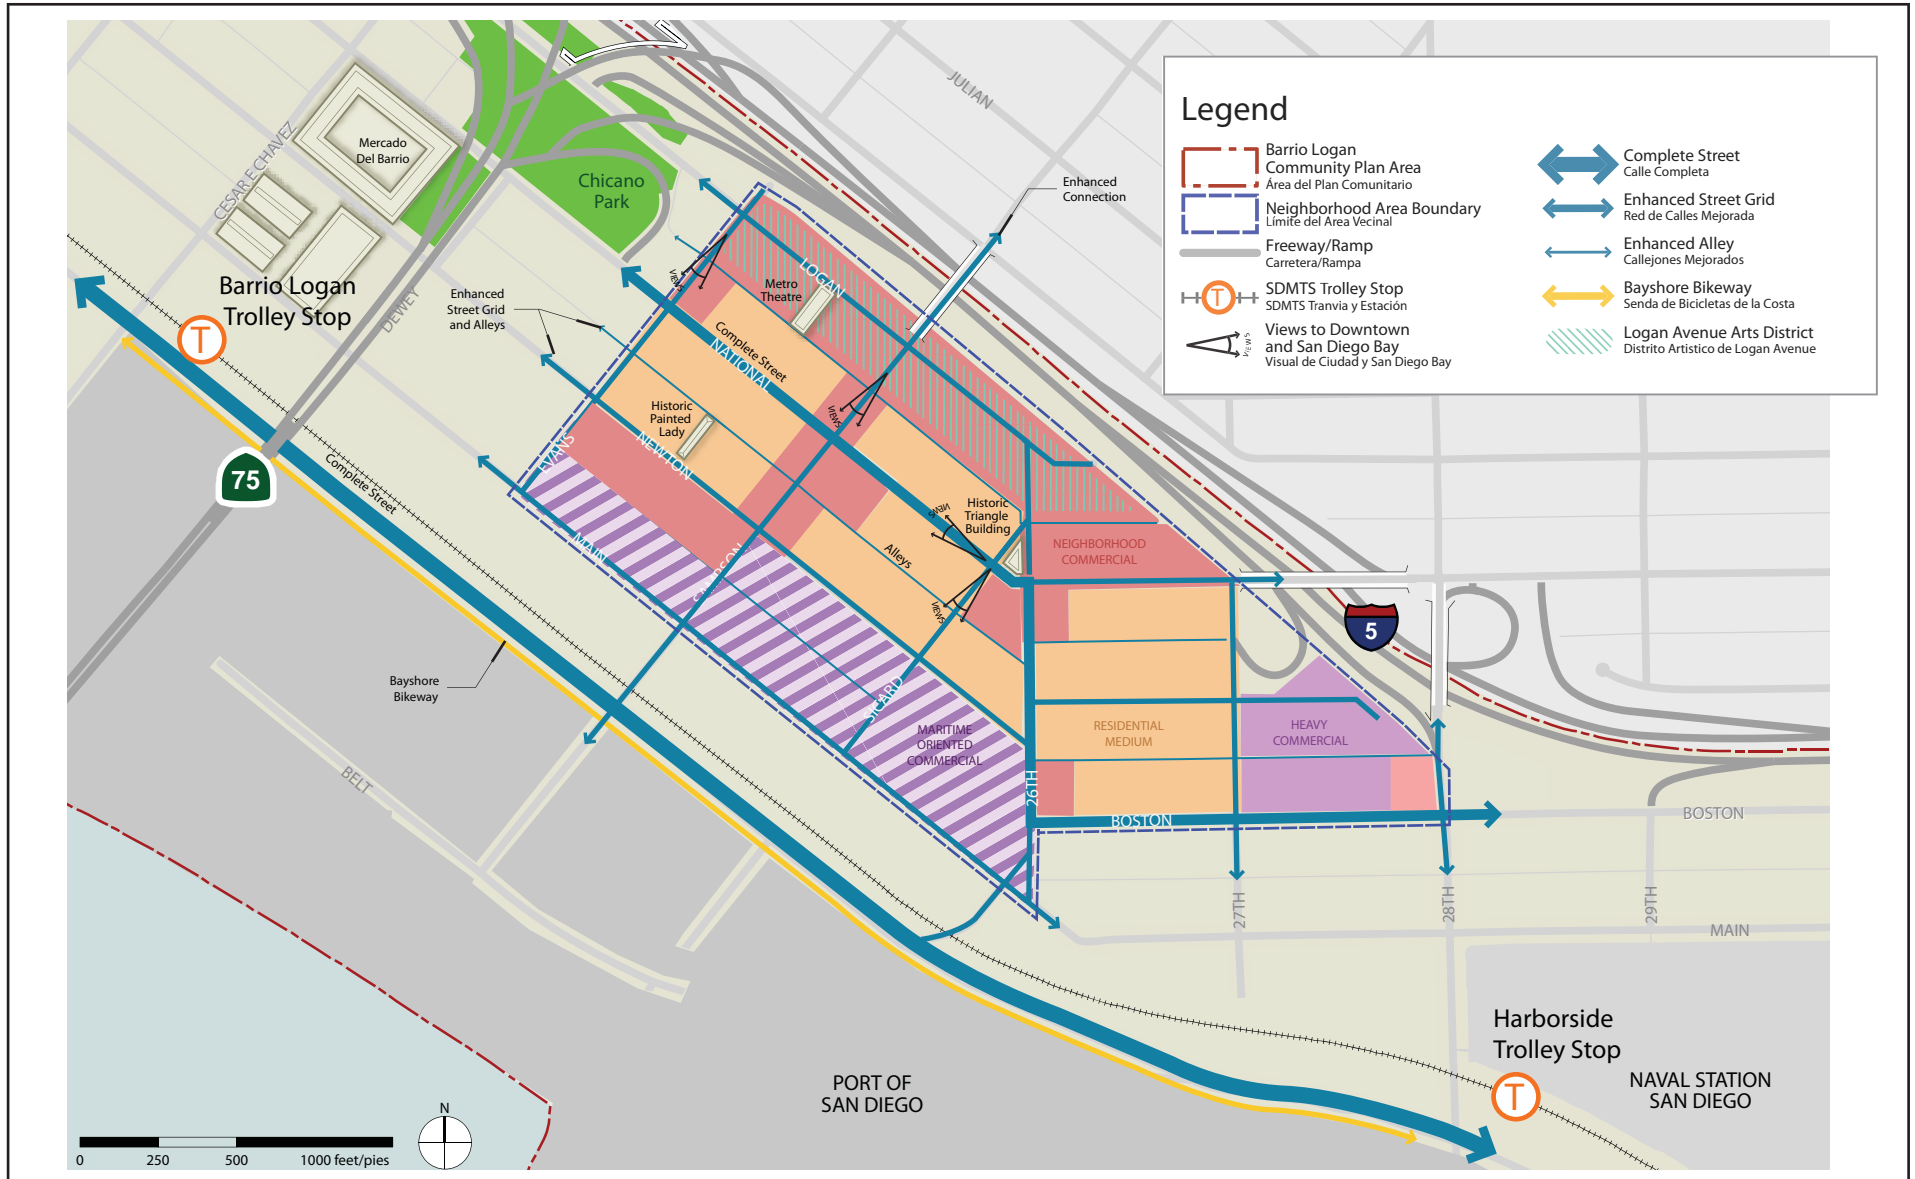 Legend
Barrio Logan
Community Plan Area
Área del Plan Comunitario
Neighborhood Area Boundary
Límite del Area Vecinal
Freeway/Ramp
Carretera/Rampa
T
SDMTS Trolley Stop
SDMTS Tranvia y Estación
VIEWS
Views to Downtown
and San Diego Bay
Visual de Ciudad y San Diego Bay
Complete Street
Calle Completa
Enhanced Street Grid
Red de Calles Mejorada
Enhanced Alley
Callejones Mejorados
Bayshore Bikeway
Senda de Bicicletas de la Costa
Logan Avenue Arts District
Distrito Artistico de Logan Avenue
JULIAN
CESAR E CHAVEZ
Mercado
Del Barrio
Chicano
Park
Enhanced
Connection
Barrio Logan
Trolley Stop
T
DEWEY
Enhanced
Street Grid
and Alleys
VIEWS
Metro
Theatre
LOGAN
Complete Street
NATIONAL
VIEWS
Historic
Painted
Lady
NEWTON
EVANS
75
Complete Street
MAIN
SAMPSON
VIEWS
Historic
Triangle
Building
Alleys
VIEWS
NEIGHBORHOOD
COMMERCIAL
5
Bayshore
Bikeway
SICARD
MARITIME
ORIENTED
COMMERCIAL
RESIDENTIAL
MEDIUM
HEAVY
COMMERCIAL
26TH
BOSTON
BOSTON
BELT
27TH
28TH
29TH
MAIN
Harborside
Trolley Stop
T
NAVAL STATION
SAN DIEGO
PORT OF
SAN DIEGO
N
0 250 500 1000 feet/pies